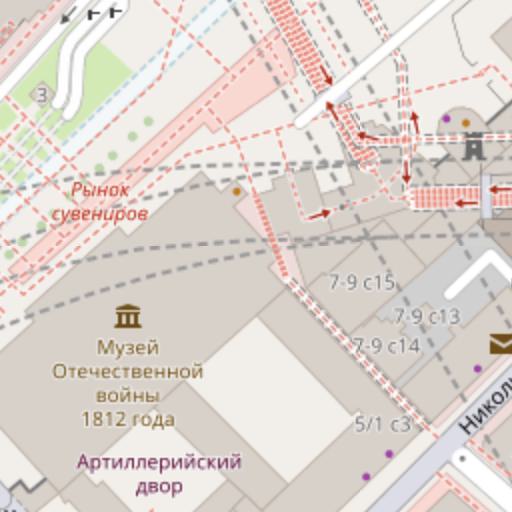 3
Рынок
сувениров
7-9 с15
7-9 с13
7-9 с14
Музей
Отечественной
войны
1812 года
5/1 с3
Артиллерийский
двор